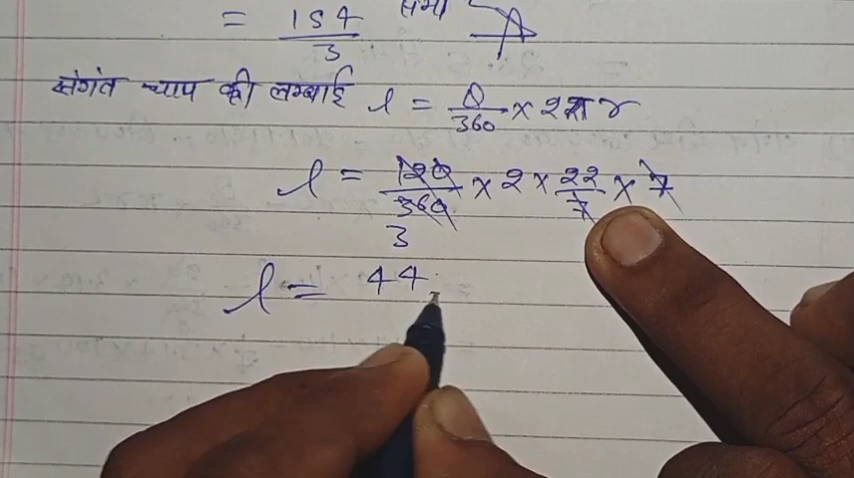 = 154/3
संगत चाप की लम्बाई l = θ/360 × 2πr
l = 120/360 × 2 × 22/7 × 7
3
l = 44